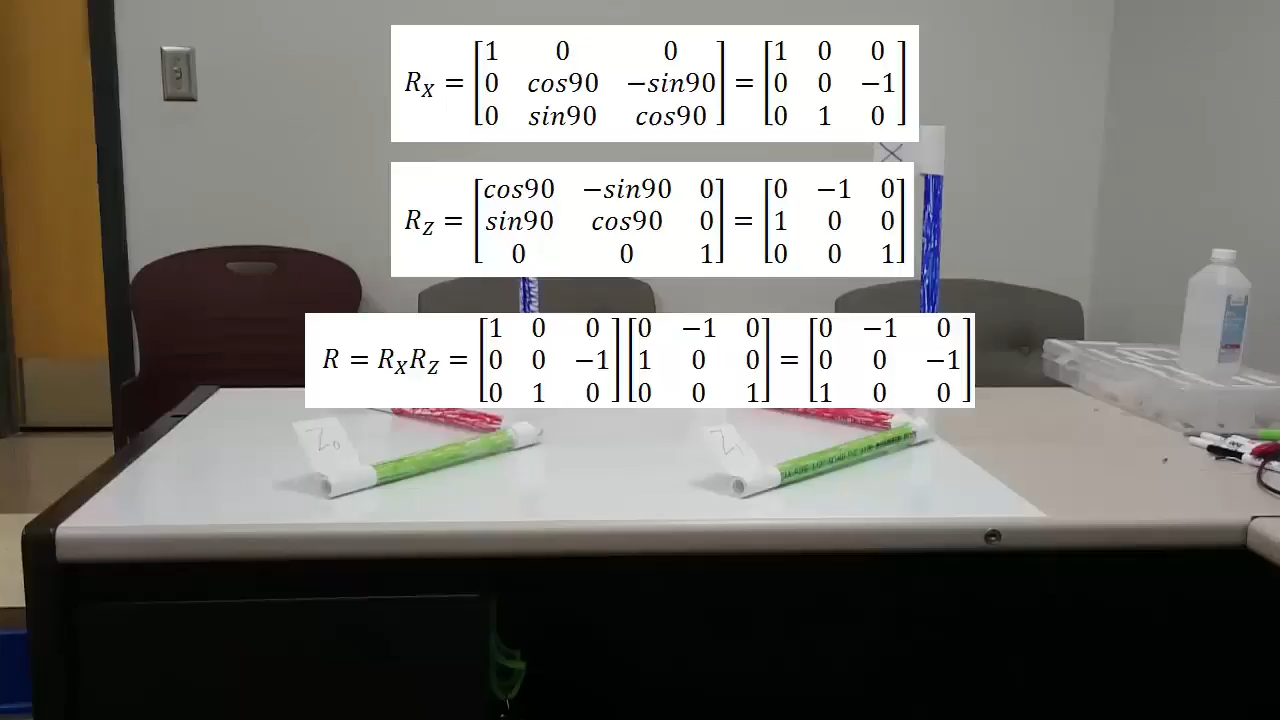 R_X = [1 0 0; 0 cos90 −sin90; 0 sin90 cos90] = [1 0 0; 0 0 −1; 0 1 0]
X
R_Z = [cos90 −sin90 0; sin90 cos90 0; 0 0 1] = [0 −1 0; 1 0 0; 0 0 1]
R = R_X R_Z = [1 0 0; 0 0 −1; 0 1 0][0 −1 0; 1 0 0; 0 0 1] = [0 −1 0; 0 0 −1; 1 0 0]
Z₀
Z